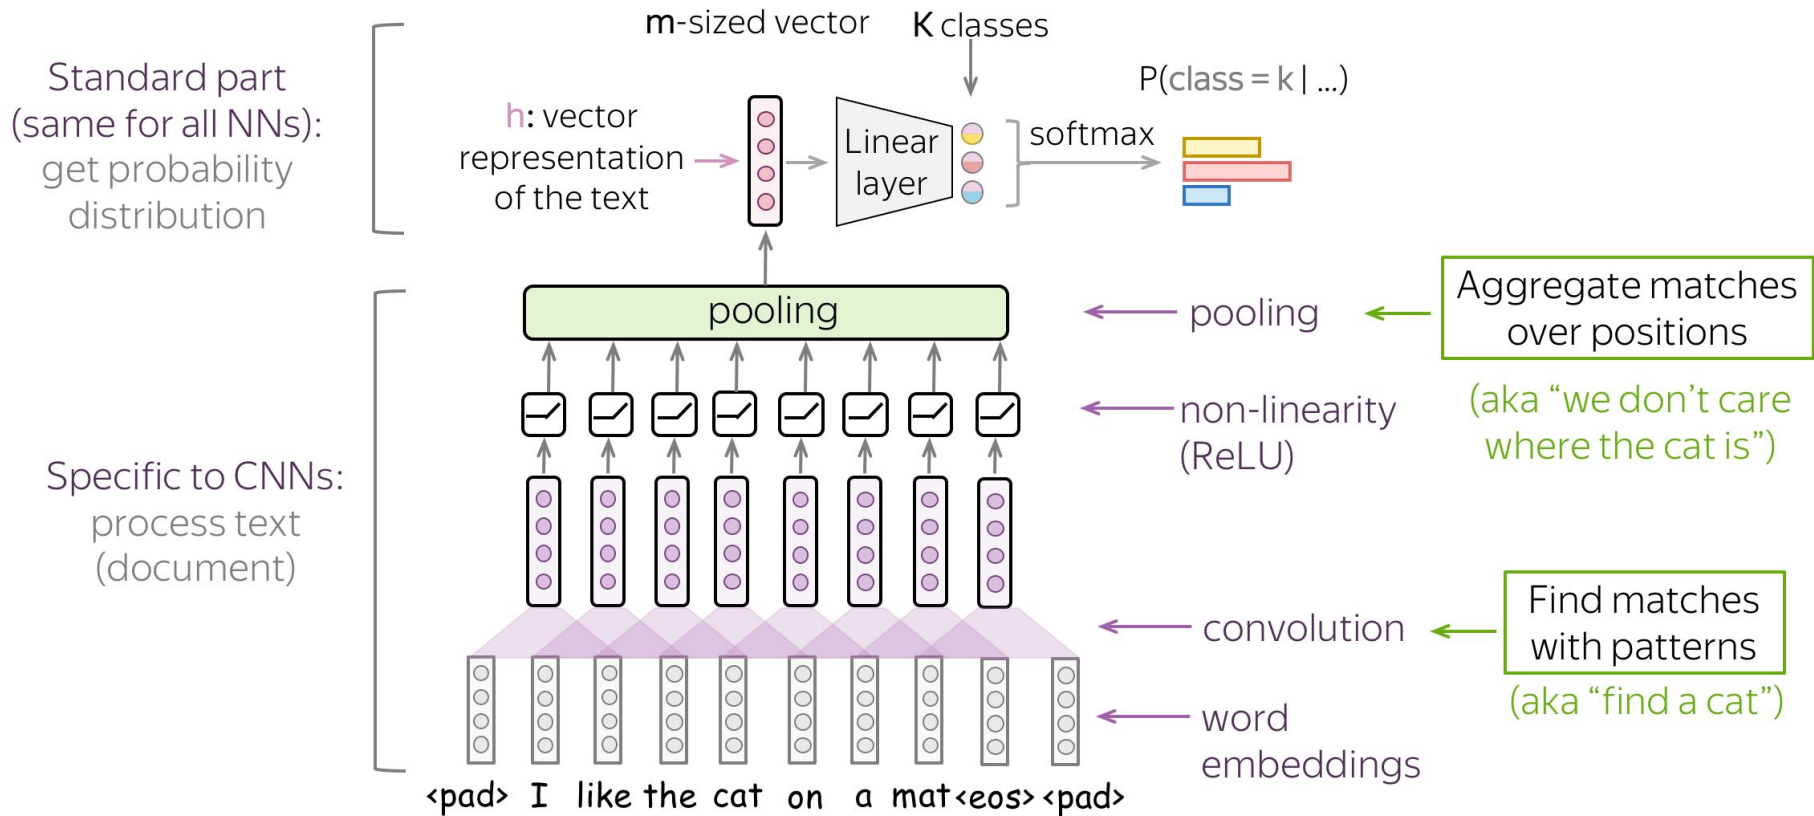 m-sized vector
K classes
Standard part
(same for all NNs):
get probability
distribution
h: vector
representation
of the text
Linear
layer
softmax
P(class = k | ...)
pooling
pooling
Aggregate matches
over positions
(aka “we don’t care
where the cat is”)
non-linearity
(ReLU)
Specific to CNNs:
process text
(document)
convolution
Find matches
with patterns
(aka “find a cat”)
word
embeddings
<pad> I like the cat on a mat <eos> <pad>